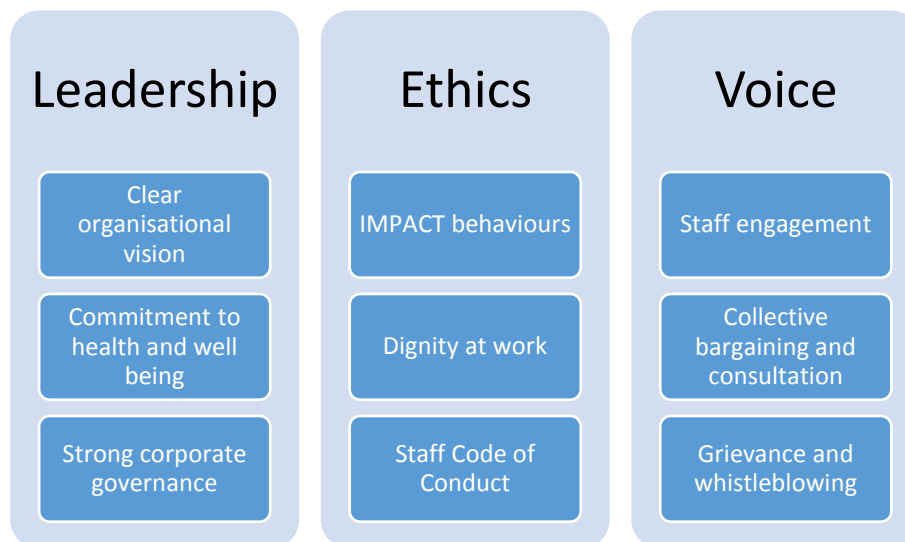 Leadership
Clear
organisational
vision
Commitment to
health and well
being
Strong corporate
governance
Ethics
IMPACT behaviours
Dignity at work
Staff Code of
Conduct
Voice
Staff engagement
Collective
bargaining and
consultation
Grievance and
whistleblowing